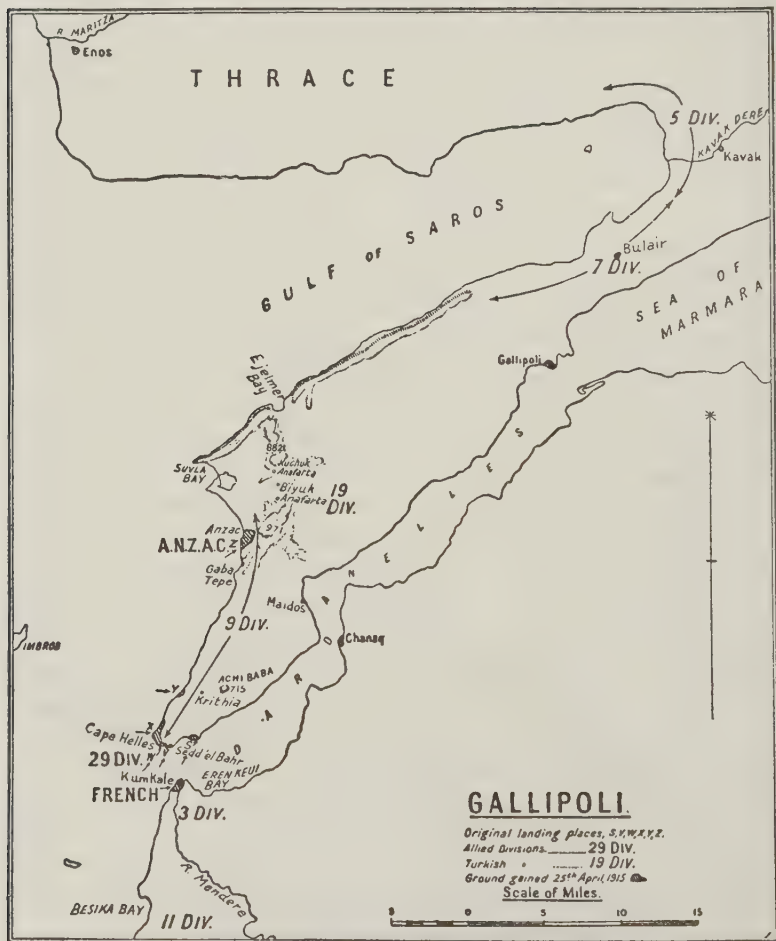 R. MARITZA
Enos
THRACE
5 DIV.
KAVAK DERE
Kavak
GULF OF SAROS
Bulair
7 DIV.
SEA OF
MARMARA
Gallipoli
Ejelmer
Bay
882
Kuchuk
Anafarta
SUVLA
BAY
Biyuk
Anafarta
19
DIV.
Anzac
Z
971
A.N.Z.A.C.
Gaba
Tepe
DARDANELLES
Maidos
Chanaq
9 DIV.
IMBROS
Y
ACHI BABA
715
Krithia
X
Cape Helles
W
V
S
Sedd'el Bahr
29 DIV.
Kumkale
EREN KEUI
BAY
FRENCH
3 DIV.
R. Mendere
BESIKA BAY
11 DIV.
GALLIPOLI.
Original landing places, S,V,W,X,Y,Z.
Allied Divisions 29 DIV.
Turkish " 19 DIV.
Ground gained 25th April, 1915
Scale of Miles.
5 0 5 10 15